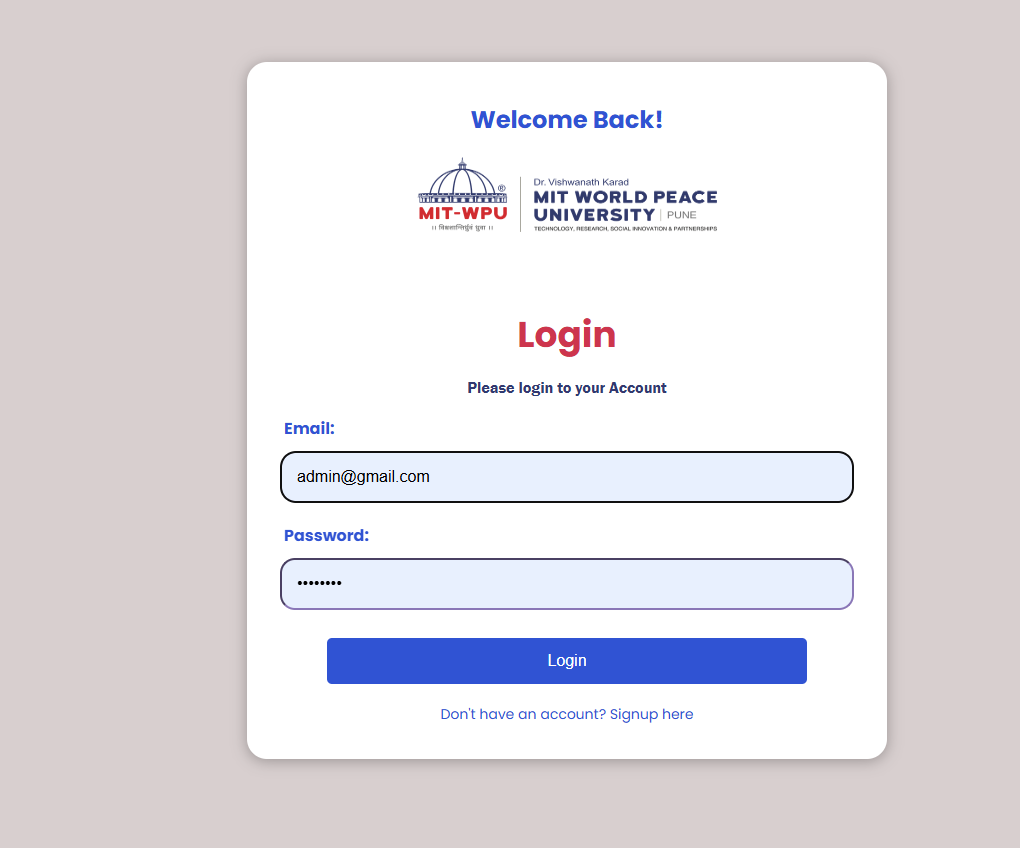 Welcome Back!
Dr. Vishwanath Karad
MIT WORLD PEACE
UNIVERSITY | PUNE
TECHNOLOGY, RESEARCH, SOCIAL INNOVATION & PARTNERSHIPS
®
MIT-WPU
।। विश्वशान्तिर्ध्रुवं ध्रुवा ।।
Login
Please login to your Account
Email:
admin@gmail.com
Password:
••••••••
Login
Don't have an account? Signup here